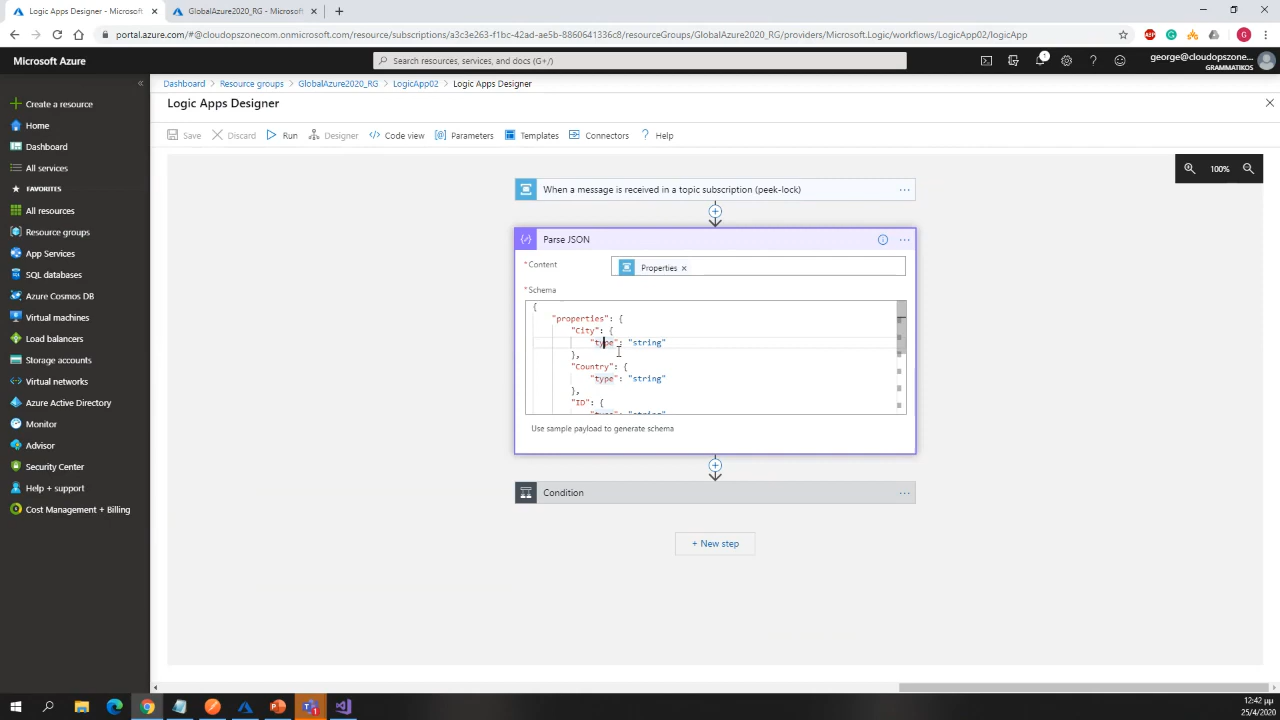 Logic Apps Designer - Microsoft
GlobalAzure2020_RG - Microsoft
portal.azure.com/#@cloudopszonecom.onmicrosoft.com/resource/subscriptions/a3c3e263-f1bc-42ad-ae5b-8860641336c8/resourceGroups/GlobalAzure2020_RG/providers/Microsoft.Logic/workflows/LogicApp02/logicApp
ABP
G
Microsoft Azure
Search resources, services, and docs (G+/)
1
george@cloudopszone...
GRAMMATIKOS
Create a resource
Home
Dashboard
All services
FAVORITES
All resources
Resource groups
App Services
SQL databases
Azure Cosmos DB
Virtual machines
Load balancers
Storage accounts
Virtual networks
Azure Active Directory
Monitor
Advisor
Security Center
Help + support
Cost Management + Billing
Dashboard > Resource groups > GlobalAzure2020_RG > LogicApp02 > Logic Apps Designer
Logic Apps Designer
Save Discard Run Designer Code view Parameters Templates Connectors Help
100%
When a message is received in a topic subscription (peek-lock)
Parse JSON
* Content
Properties
* Schema
{
"properties": {
"City": {
"type": "string"
},
"Country": {
"type": "string"
},
"ID": {
"type": "string"
Use sample payload to generate schema
Condition
+ New step
12:42 μμ
25/4/2020